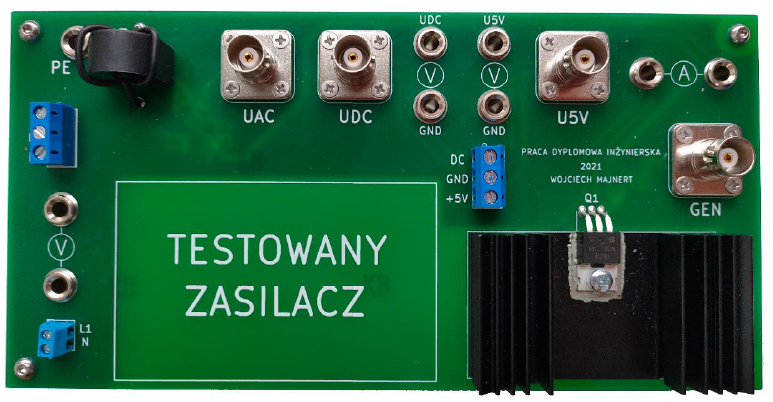 PE
UAC
UDC
UDC
V
GND
U5V
V
GND
U5V
A
PRACA DYPLOMOWA INŻYNIERSKA
2021
WOJCIECH MAJNERT
GEN
DC
GND
+5V
Q1
V
L1
N
TESTOWANY
ZASILACZ